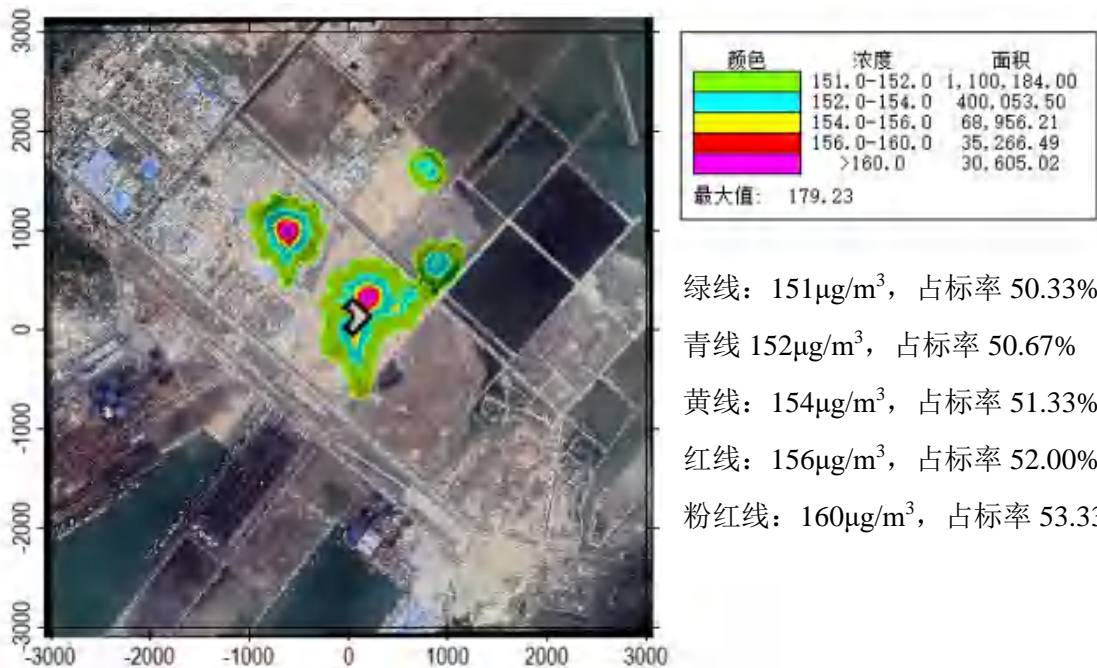 3000
2000
1000
0
-1000
-2000
-3000
-3000 -2000 -1000 0 1000 2000 3000
颜色 浓度 面积
151.0-152.0 1,100,184.00
152.0-154.0 400,053.50
154.0-156.0 68,956.21
156.0-160.0 35,266.49
>160.0 30,605.02
最大值: 179.23
绿线：151μg/m³，占标率 50.33%
青线 152μg/m³，占标率 50.67%
黄线：154μg/m³，占标率 51.33%
红线：156μg/m³，占标率 52.00%
粉红线：160μg/m³，占标率 53.33